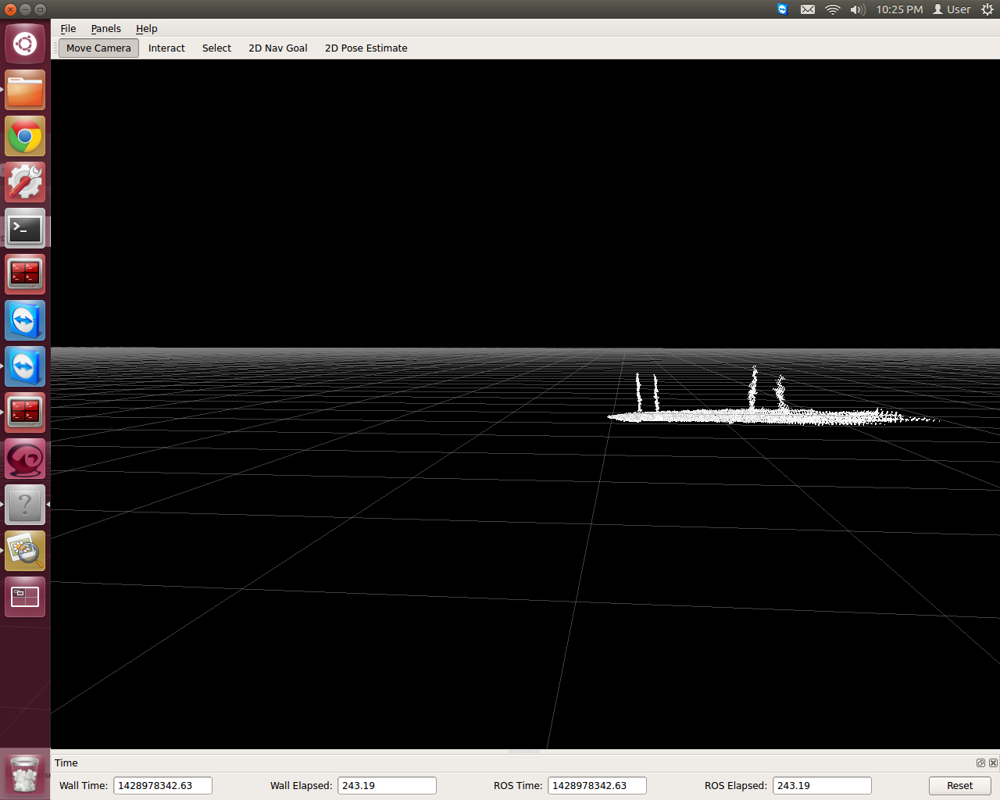 10:25 PM User
File Panels Help
Move Camera Interact Select 2D Nav Goal 2D Pose Estimate
Time
Wall Time: 1428978342.63 Wall Elapsed: 243.19 ROS Time: 1428978342.63 ROS Elapsed: 243.19 Reset